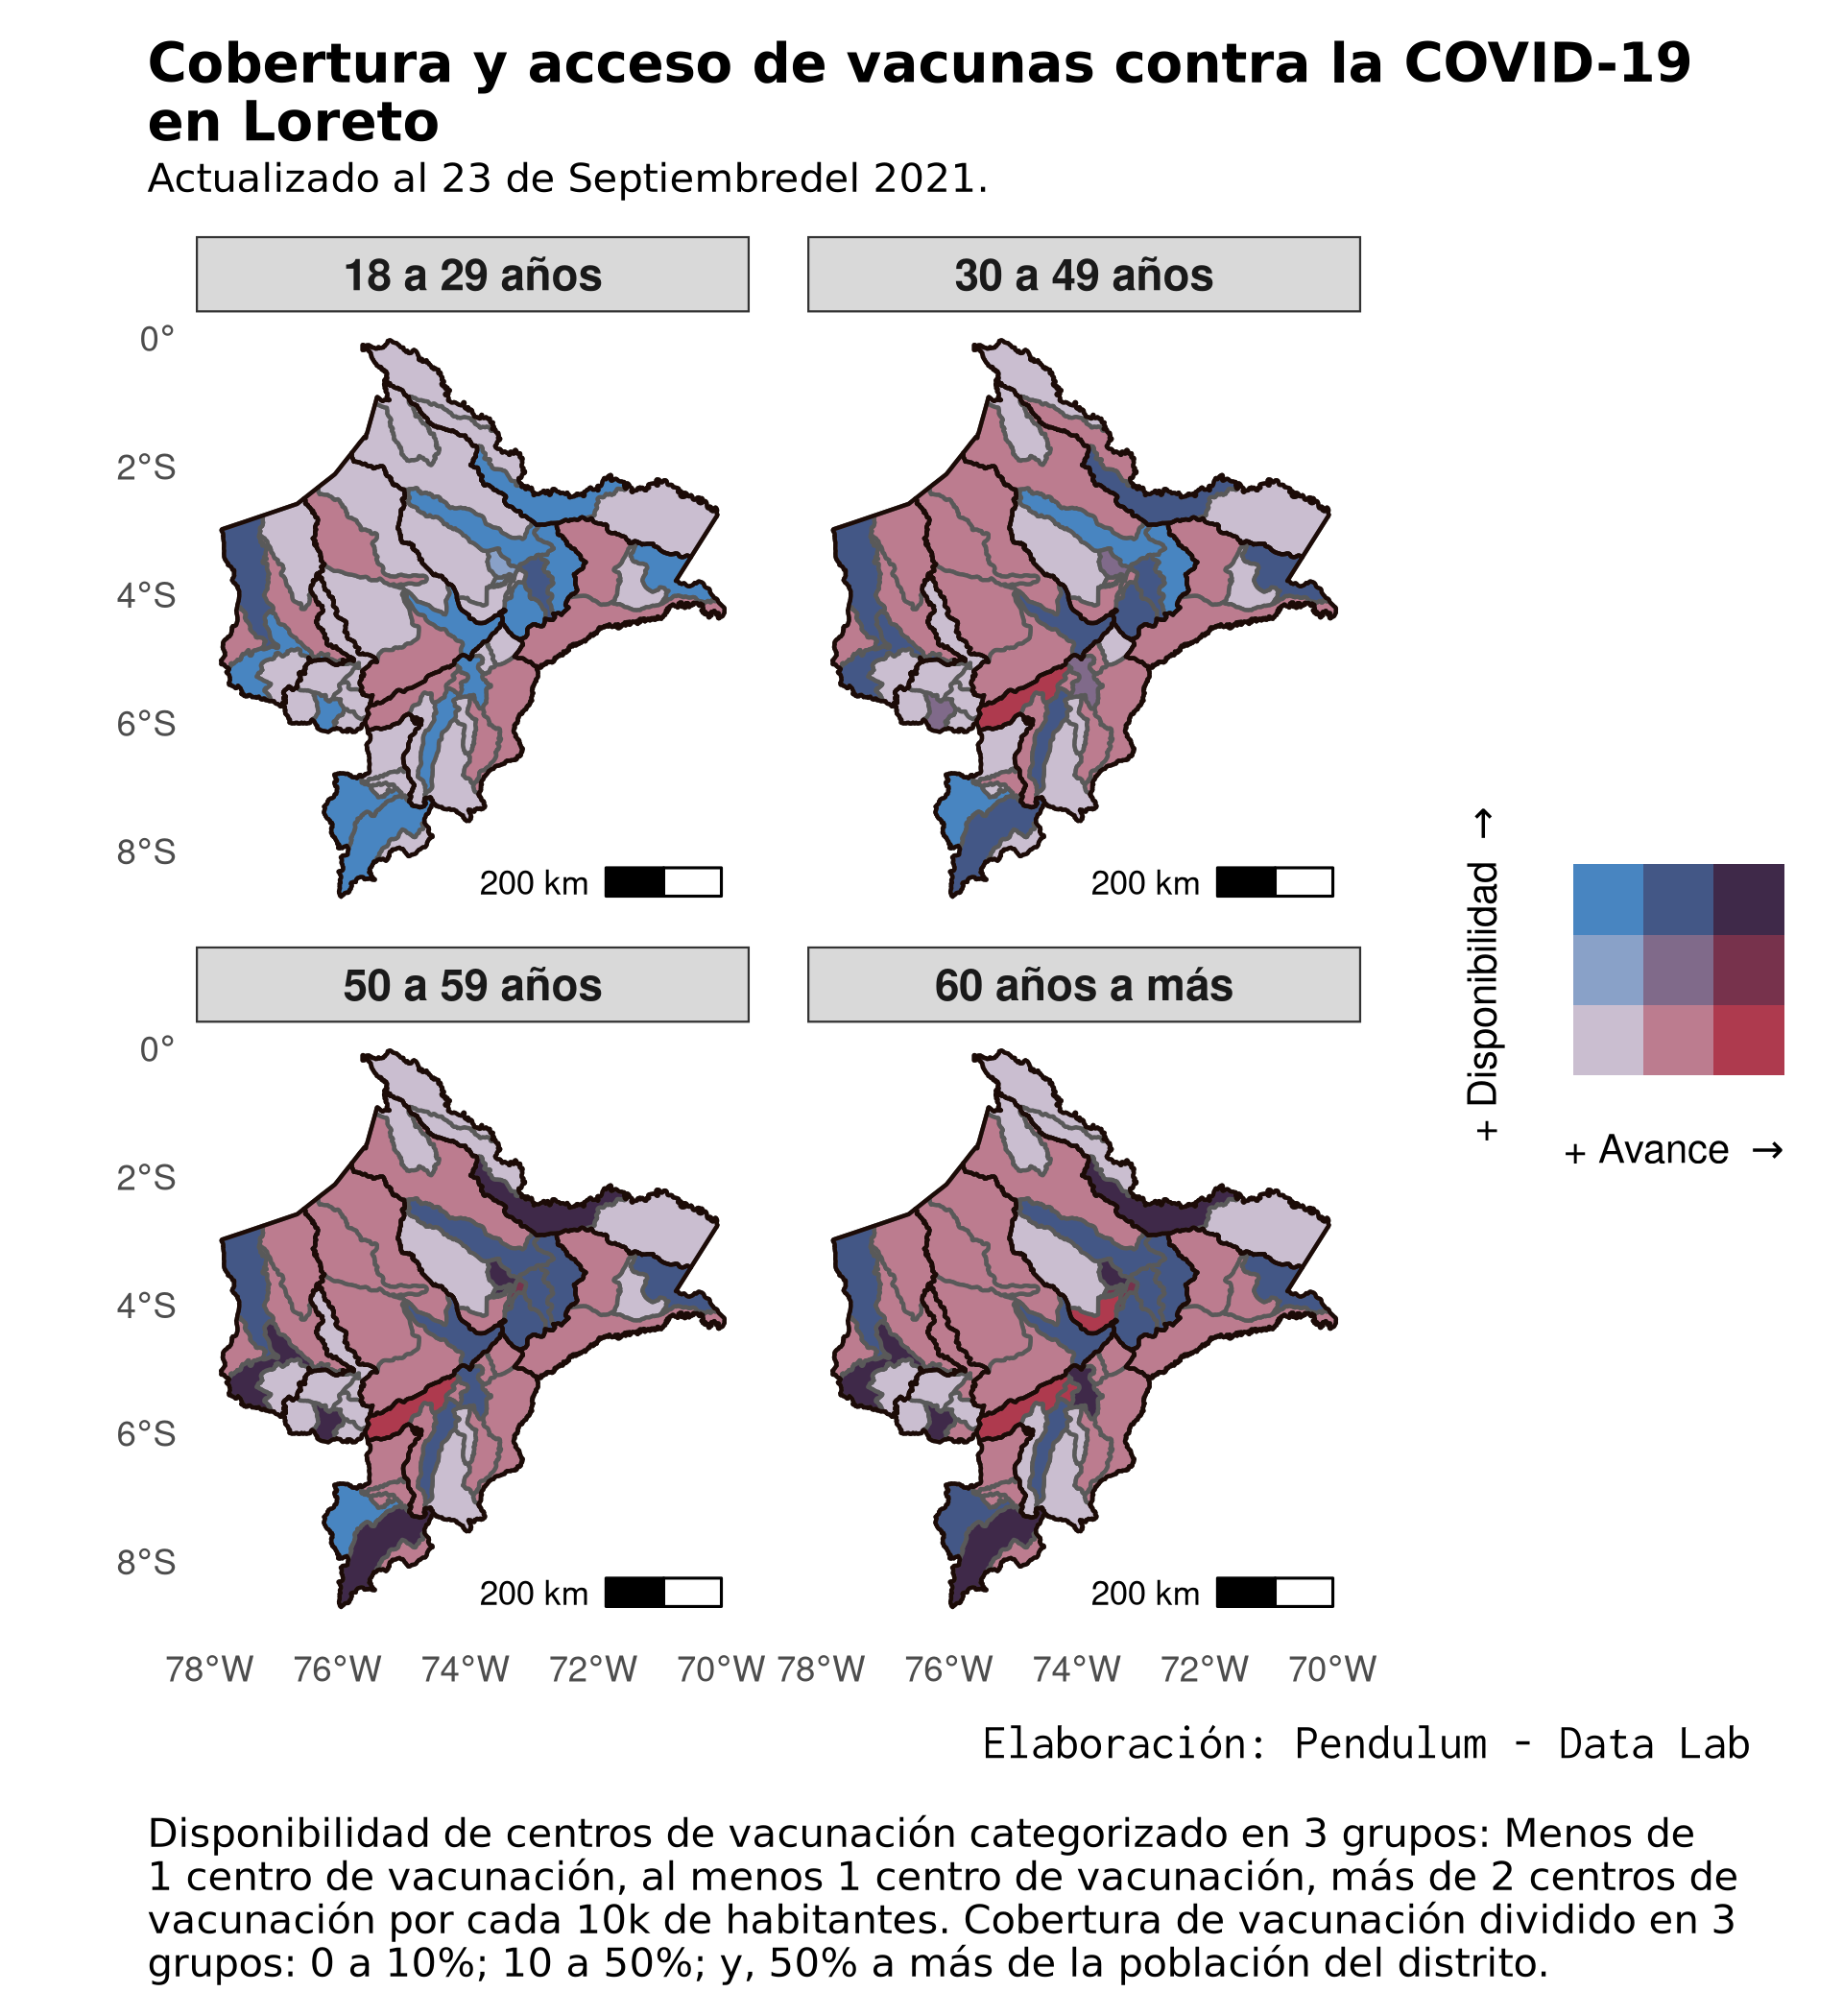 Cobertura y acceso de vacunas contra la COVID-19
en Loreto
Actualizado al 23 de Septiembredel 2021.
18 a 29 años
30 a 49 años
0°
2°S
4°S
6°S
8°S
200 km
200 km
50 a 59 años
60 años a más
0°
2°S
4°S
6°S
8°S
200 km
200 km
78°W 76°W 74°W 72°W 70°W 78°W 76°W 74°W 72°W 70°W
+ Disponibilidad →
+ Avance →
Elaboración: Pendulum - Data Lab
Disponibilidad de centros de vacunación categorizado en 3 grupos: Menos de
1 centro de vacunación, al menos 1 centro de vacunación, más de 2 centros de
vacunación por cada 10k de habitantes. Cobertura de vacunación dividido en 3
grupos: 0 a 10%; 10 a 50%; y, 50% a más de la población del distrito.